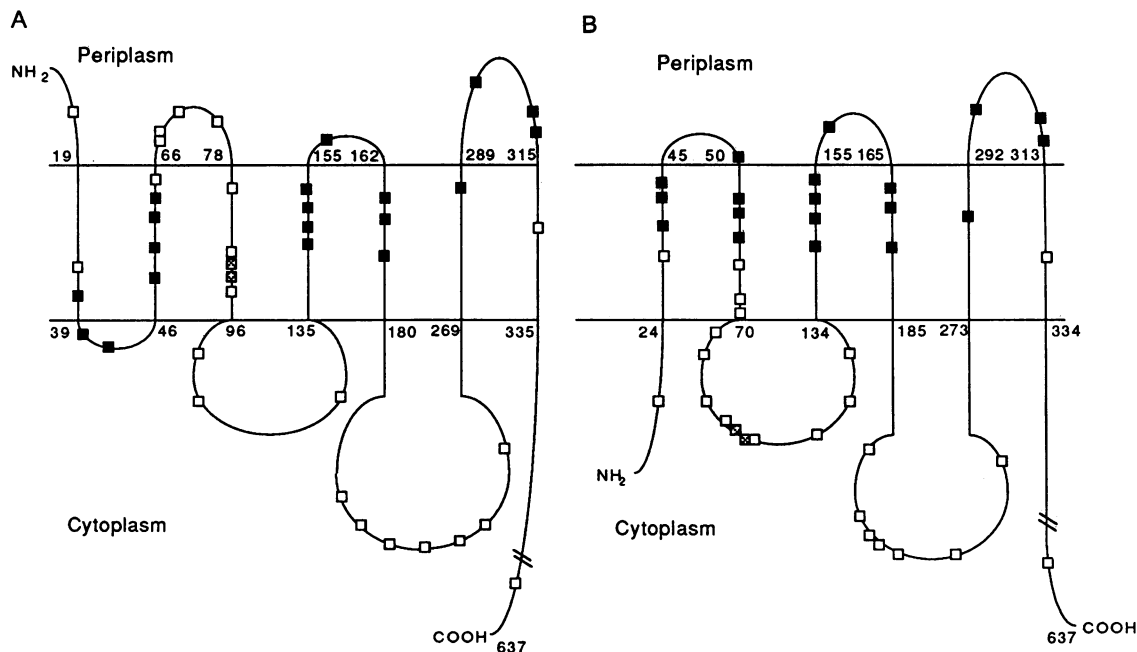 A
Periplasm
NH2
19
66
78
155
162
289
315
39
46
96
135
180
269
335
Cytoplasm
COOH
637
B
Periplasm
45
50
155
165
292
313
24
70
134
185
273
334
NH2
Cytoplasm
637
COOH